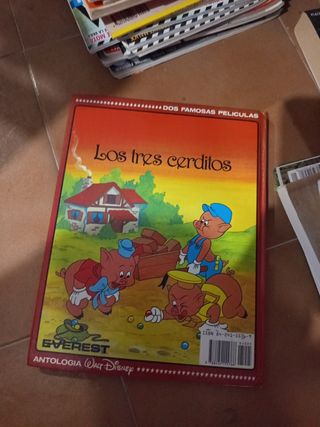 DOS FAMOSAS PELICULAS
Los tres cerditos
EVEREST
ANTOLOGIA Walt Disney